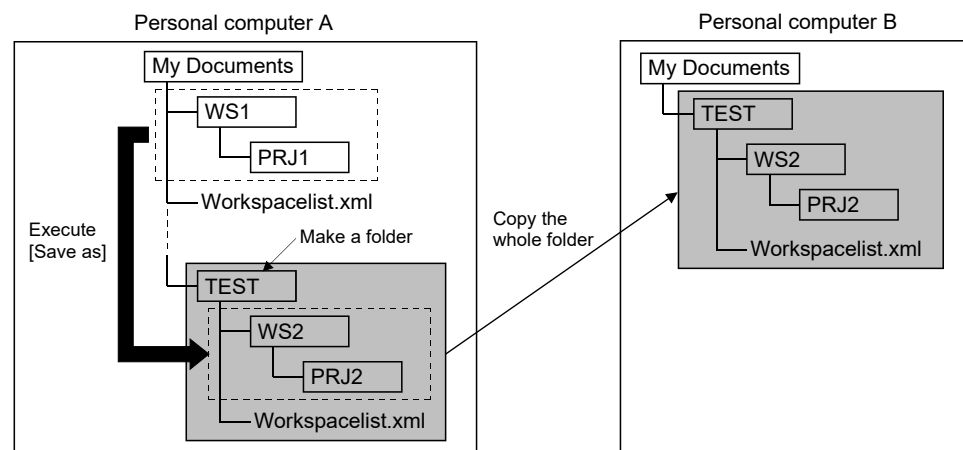 Personal computer A
My Documents
WS1
PRJ1
Workspacelist.xml
Execute
[Save as]
Make a folder
TEST
WS2
PRJ2
Workspacelist.xml
Copy the
whole folder
Personal computer B
My Documents
TEST
WS2
PRJ2
Workspacelist.xml